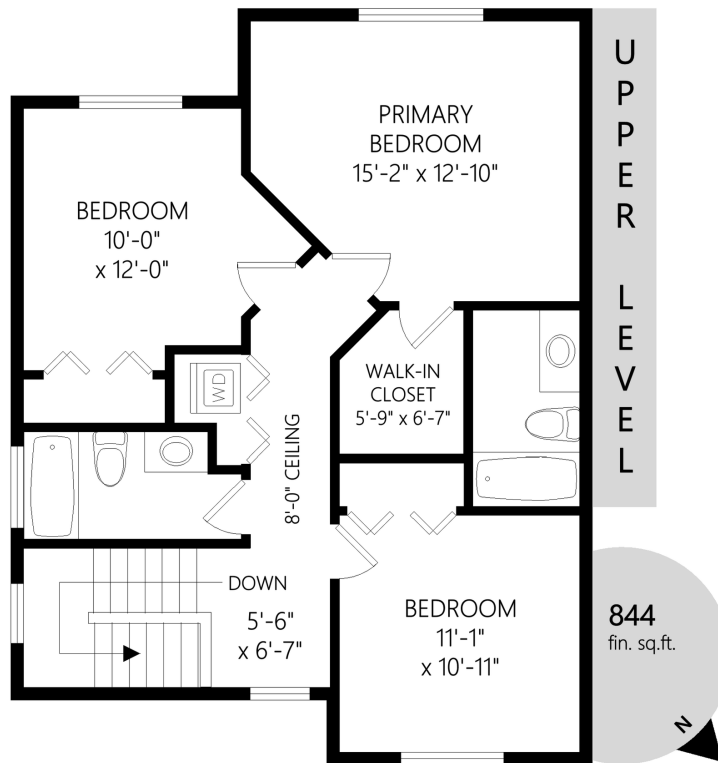 UPPER LEVEL
PRIMARY
BEDROOM
15'-2" x 12'-10"
BEDROOM
10'-0"
x 12'-0"
WALK-IN
CLOSET
5'-9" x 6'-7"
WD
8'-0" CEILING
DOWN
5'-6"
x 6'-7"
BEDROOM
11'-1"
x 10'-11"
844
fin. sq.ft.
N